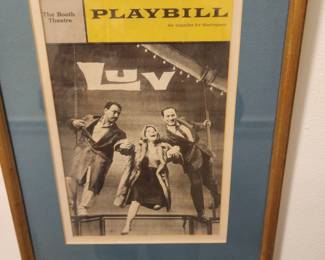 The Booth
Theatre
PLAYBILL
the magazine for theatregoers
LUV